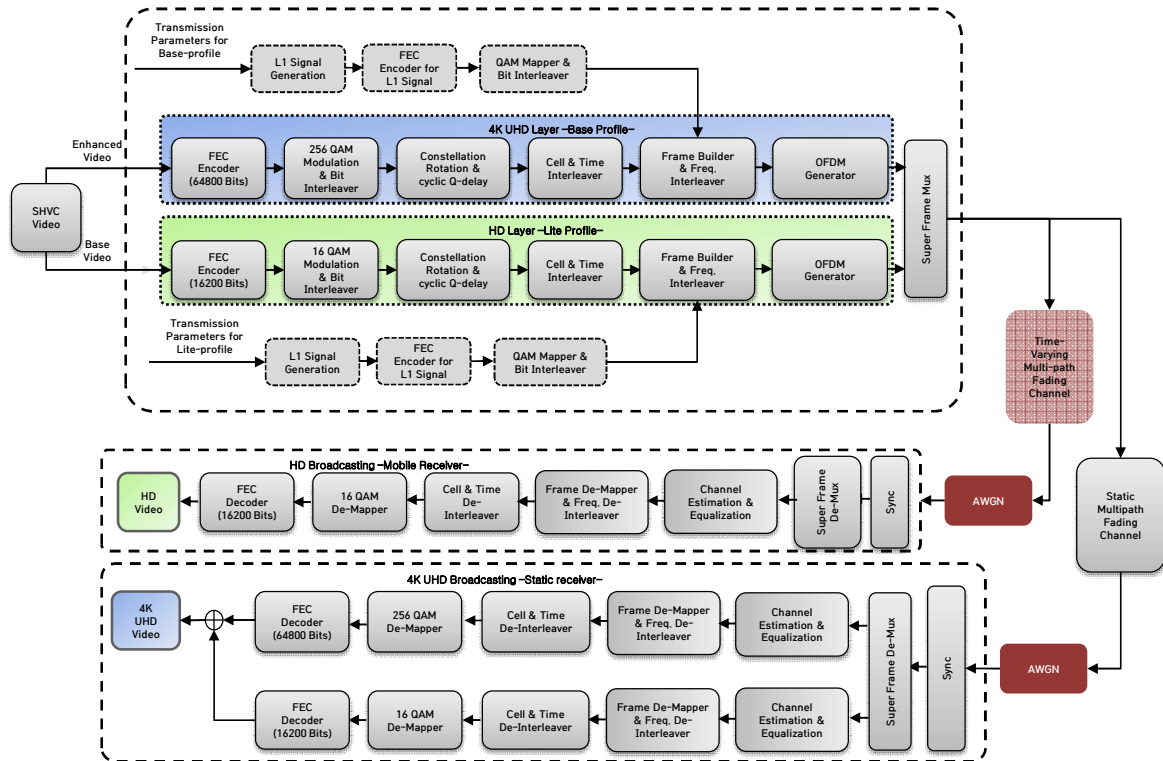 Transmission
Parameters for
Base-profile
L1 Signal
Generation
FEC
Encoder for
L1 Signal
QAM Mapper &
Bit Interleaver
4K UHD Layer -Base Profile-
Enhanced
Video
FEC
Encoder
(64800 Bits)
256 QAM
Modulation
& Bit
Interleaver
Constellation
Rotation &
cyclic Q-delay
Cell & Time
Interleaver
Frame Builder
& Freq.
Interleaver
OFDM
Generator
Super Frame Mux
SHVC
Video
HD Layer -Lite Profile-
Base
Video
FEC
Encoder
(16200 Bits)
16 QAM
Modulation
& Bit
Interleaver
Constellation
Rotation &
cyclic Q-delay
Cell & Time
Interleaver
Frame Builder
& Freq.
Interleaver
OFDM
Generator
Transmission
Parameters for
Lite-profile
L1 Signal
Generation
FEC
Encoder for
L1 Signal
QAM Mapper &
Bit Interleaver
Time-
Varying
Multi-path
Fading
Channel
HD Broadcasting -Mobile Receiver-
HD
Video
FEC
Decoder
(16200 Bits)
16 QAM
De-Mapper
Cell & Time
De-
Interleaver
Frame De-Mapper
& Freq. De-
Interleaver
Channel
Estimation &
Equalization
Super Frame
De-Mux
Sync
AWGN
Static
Multipath
Fading
Channel
4K UHD Broadcasting -Static receiver-
4K
UHD
Video
FEC
Decoder
(64800 Bits)
256 QAM
De-Mapper
Cell & Time
De-Interleaver
Frame De-Mapper
& Freq. De-
Interleaver
Channel
Estimation &
Equalization
Super Frame De-Mux
Sync
AWGN
FEC
Decoder
(16200 Bits)
16 QAM
De-Mapper
Cell & Time
De-Interleaver
Frame De-Mapper
& Freq. De-
Interleaver
Channel
Estimation &
Equalization